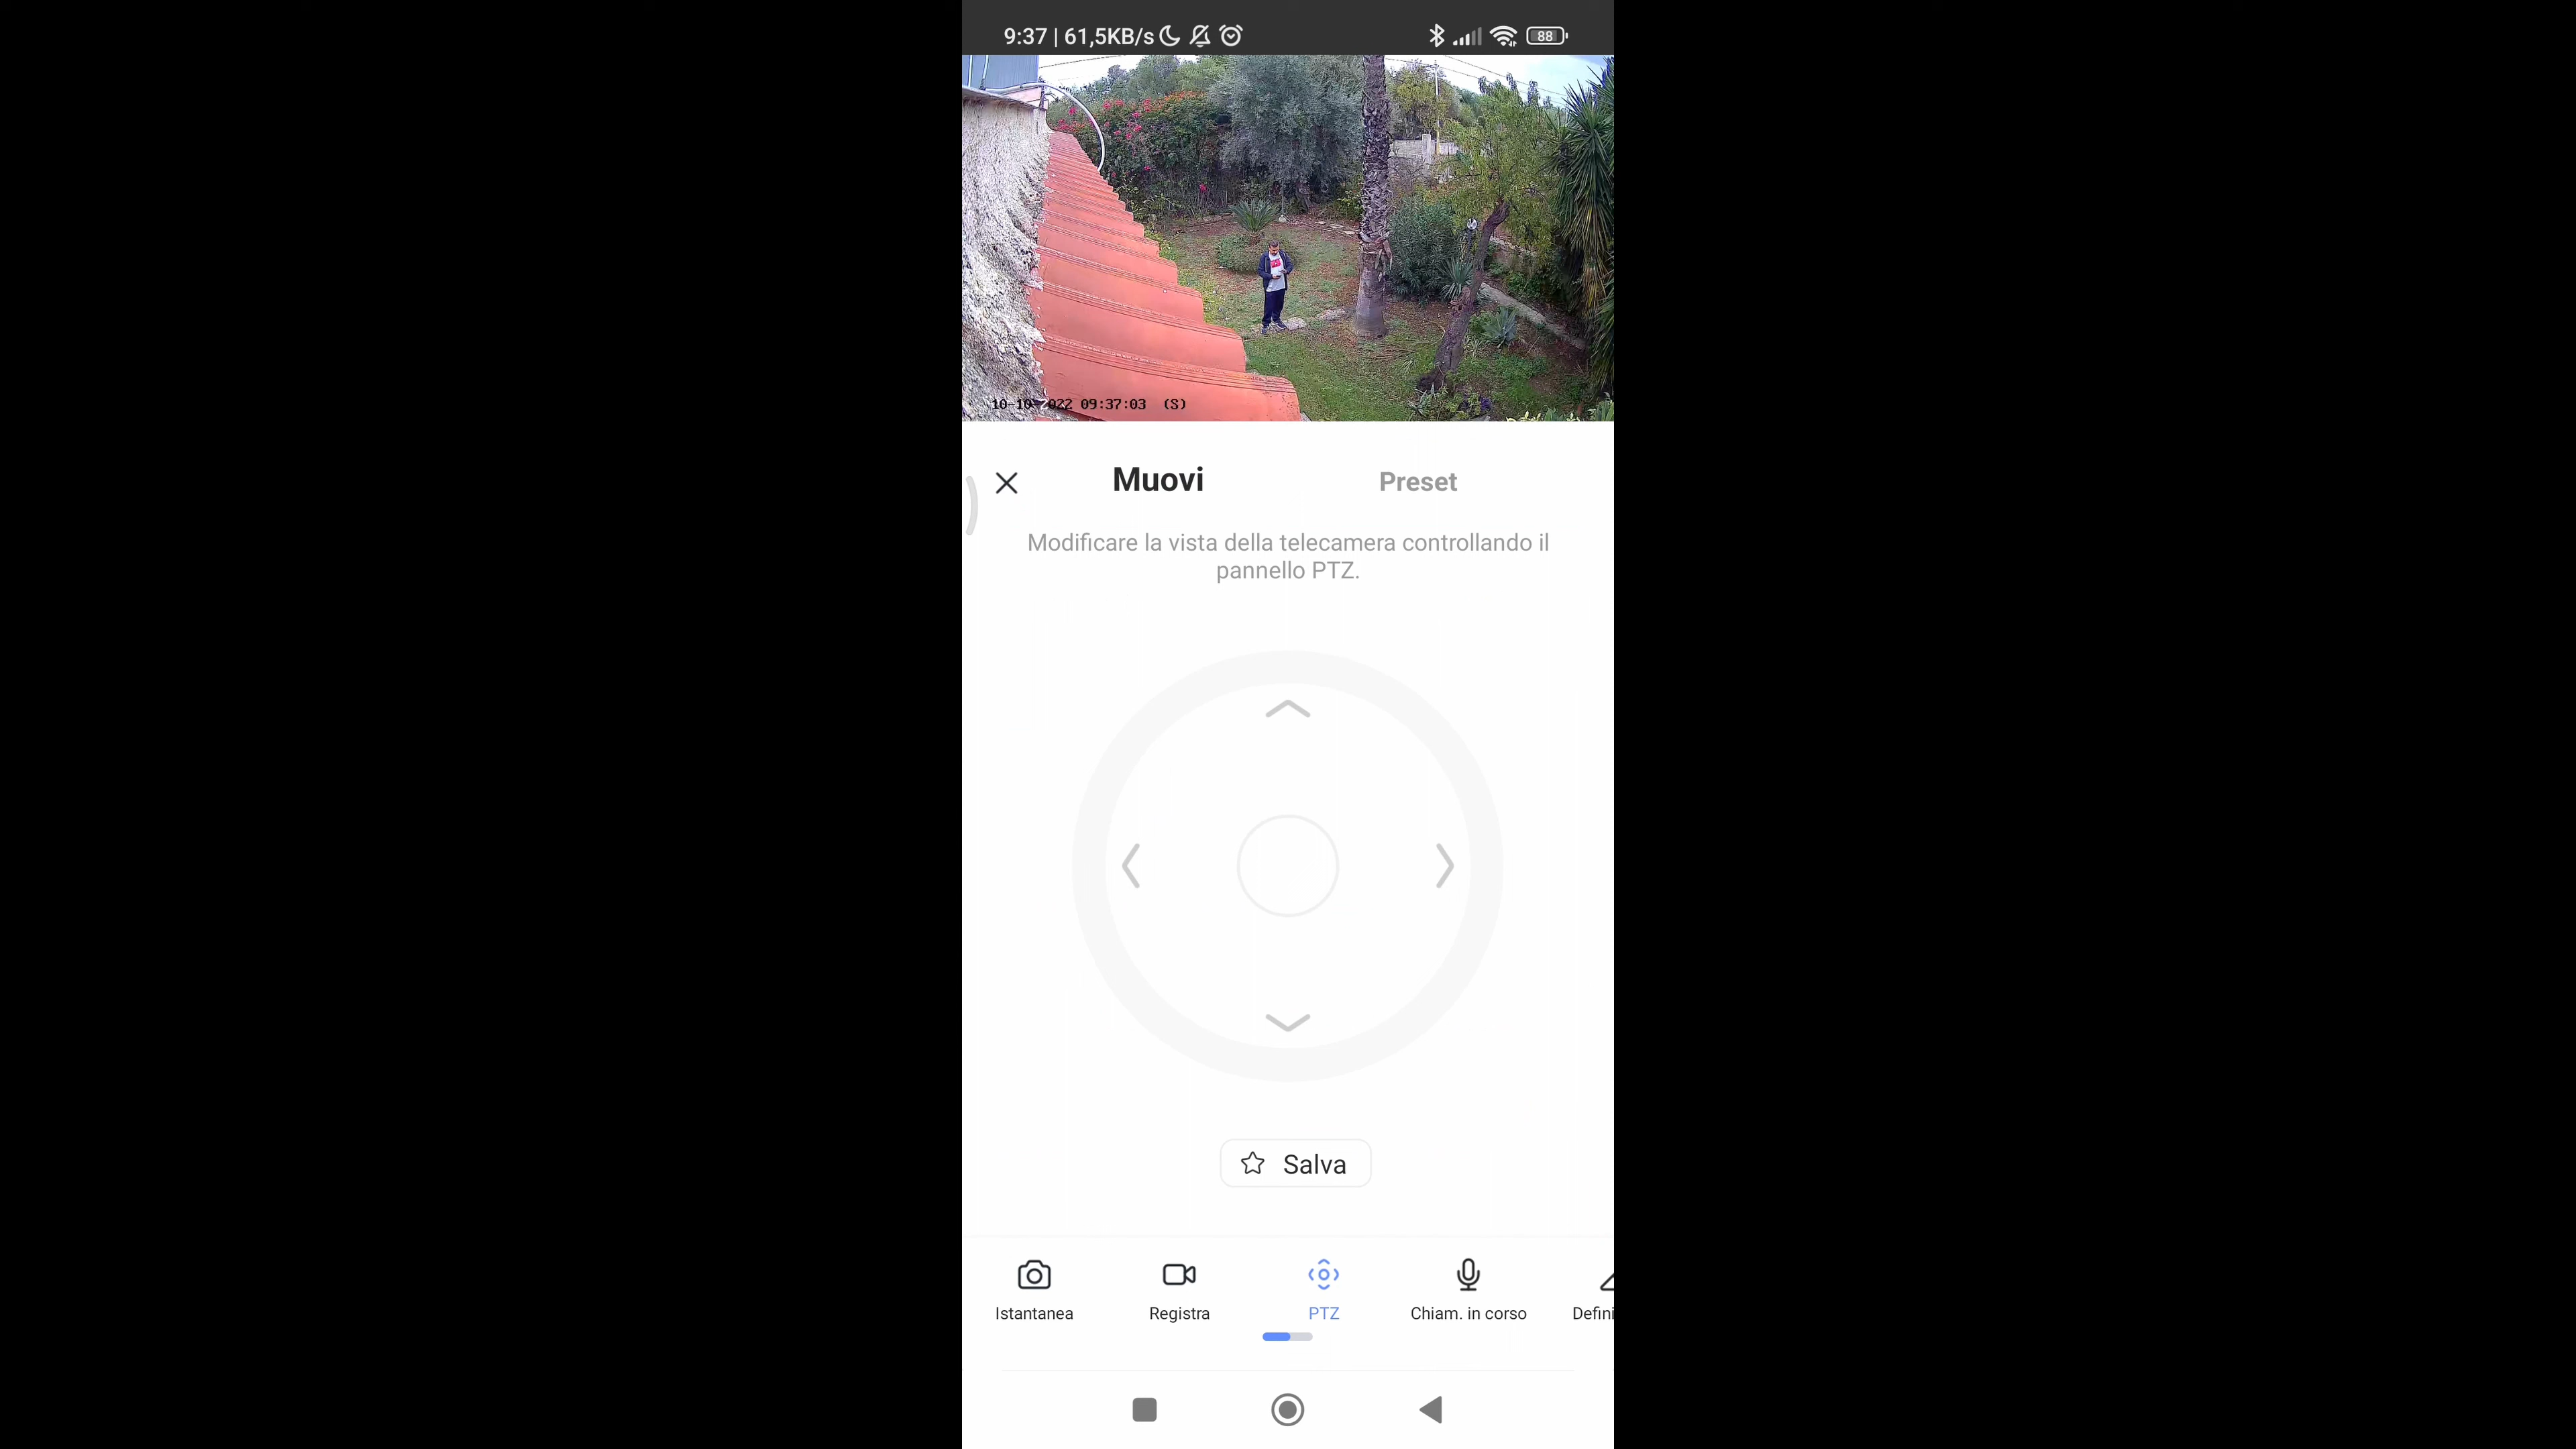 9:37 | 61,5KB/s
88
10-10-2022 09:37:03 (S)
Muovi
Preset
Modificare la vista della telecamera controllando il
pannello PTZ.
Salva
Istantanea
Registra
PTZ
Chiam. in corso
Defini